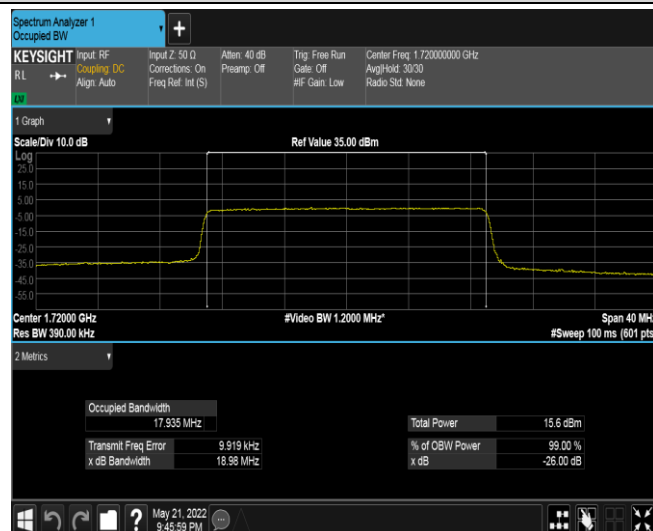 Spectrum Analyzer 1
Occupied BW
+
KEYSIGHT Input: RF Input Z: 50 Ω Atten: 40 dB Trig: Free Run Center Freq: 1.720000000 GHz
RL Coupling: DC Corrections: On Preamp: Off Gate: Off Avg|Hold: 30/30
Align: Auto Freq Ref: Int (S) #IF Gain: Low Radio Std: None
1 Graph
Scale/Div 10.0 dB Ref Value 35.00 dBm
Log
25.0
15.0
5.00
-5.00
-15.0
-25.0
-35.0
-45.0
-55.0
Center 1.72000 GHz #Video BW 1.2000 MHz* Span 40 MHz
Res BW 390.00 kHz #Sweep 100 ms (601 pts
2 Metrics
Occupied Bandwidth
17.935 MHz Total Power 15.6 dBm
Transmit Freq Error 9.919 kHz % of OBW Power 99.00 %
x dB Bandwidth 18.98 MHz x dB -26.00 dB
? May 21, 2022
9:45:59 PM